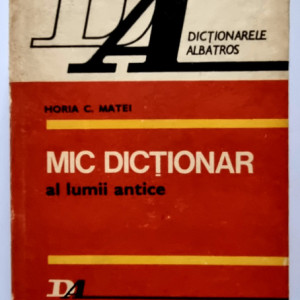 DA
DICȚIONARELE
ALBATROS
HORIA C. MATEI
MIC DICȚIONAR
al lumii antice
DA